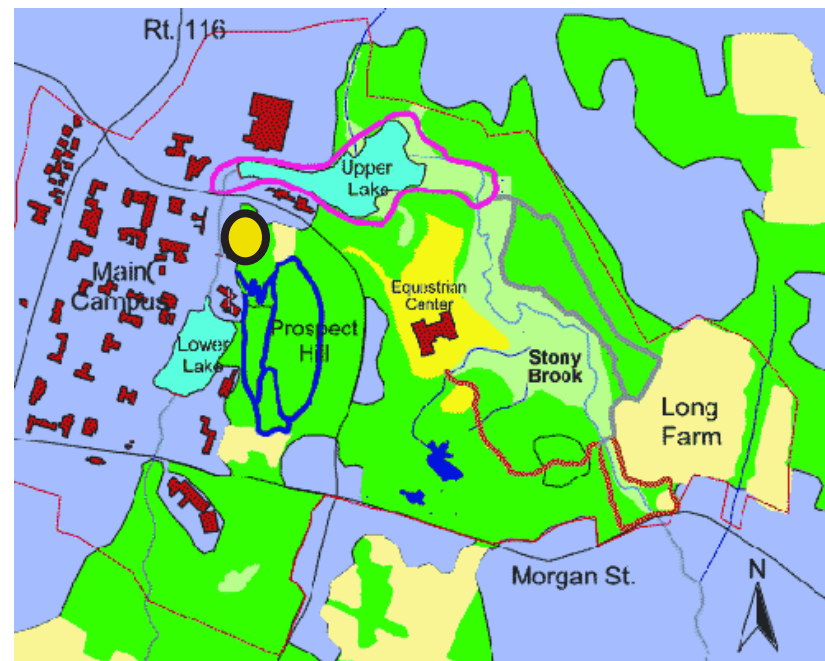 Rt. 116
Upper
Lake
Main
Campus
Equestrian
Center
Prospect
Hill
Lower
Lake
Stony
Brook
Long
Farm
Morgan St.
N